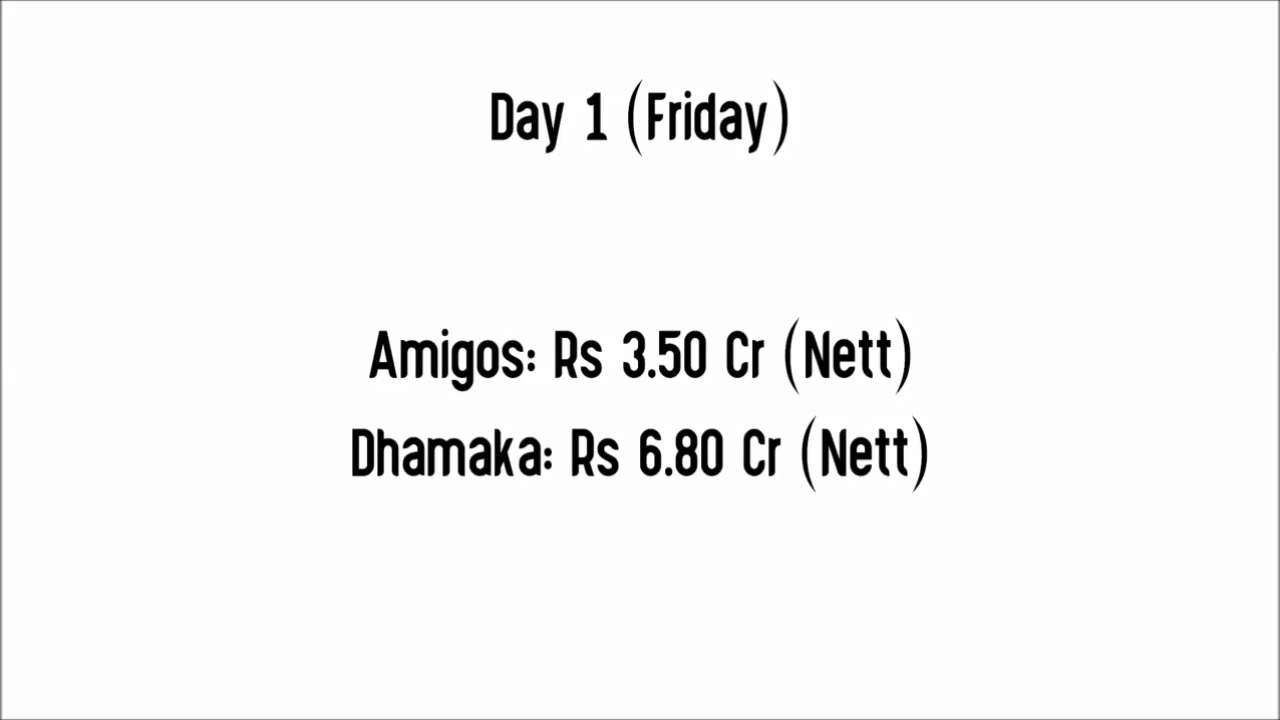 Day 1 (Friday)
Amigos: Rs 3.50 Cr (Nett)
Dhamaka: Rs 6.80 Cr (Nett)